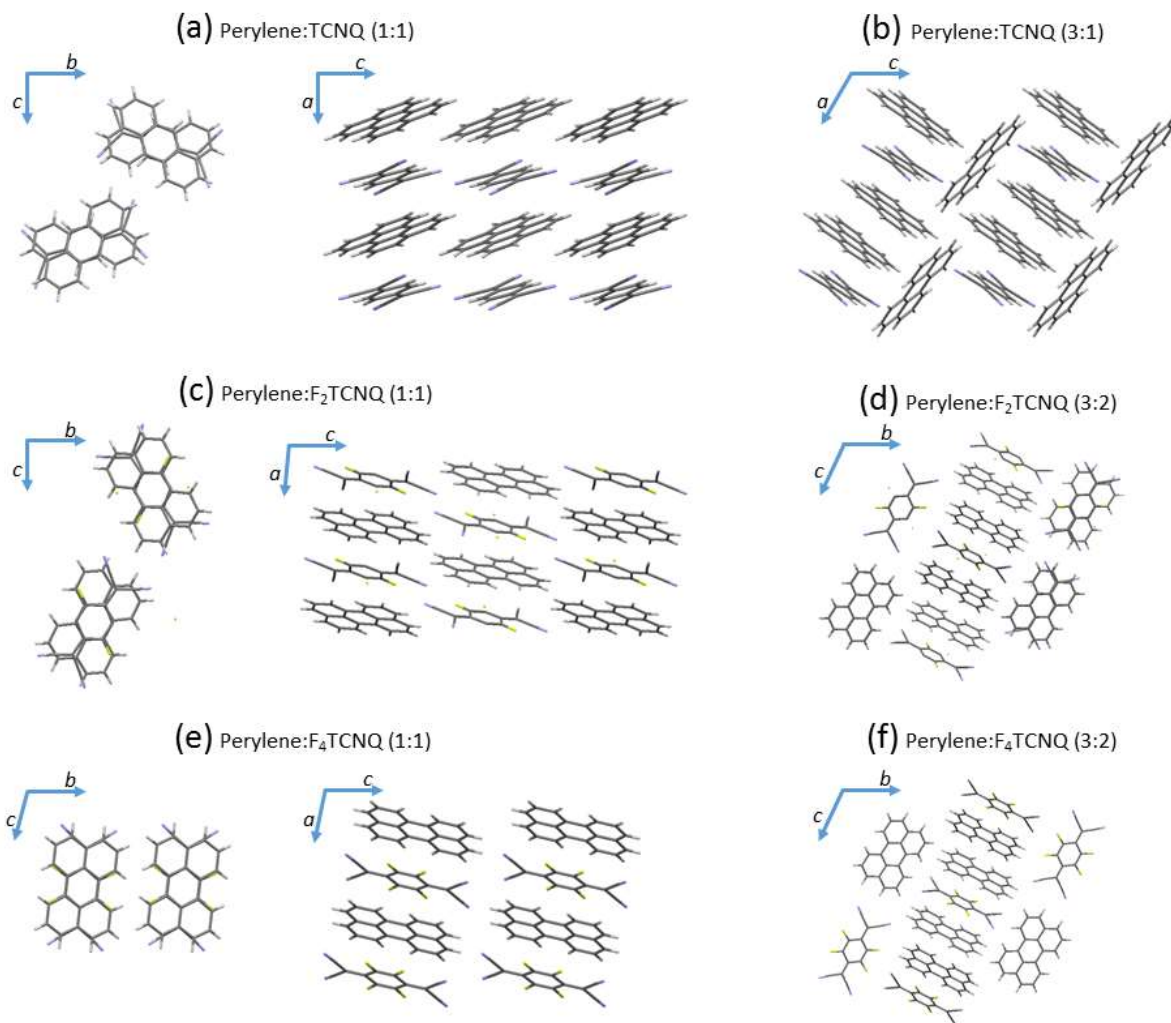 (a) Perylene:TCNQ (1:1)
b
c
c
a
(b) Perylene:TCNQ (3:1)
c
a
(c) Perylene:F₂TCNQ (1:1)
b
c
c
a
(d) Perylene:F₂TCNQ (3:2)
b
c
(e) Perylene:F₄TCNQ (1:1)
b
c
c
a
(f) Perylene:F₄TCNQ (3:2)
b
c